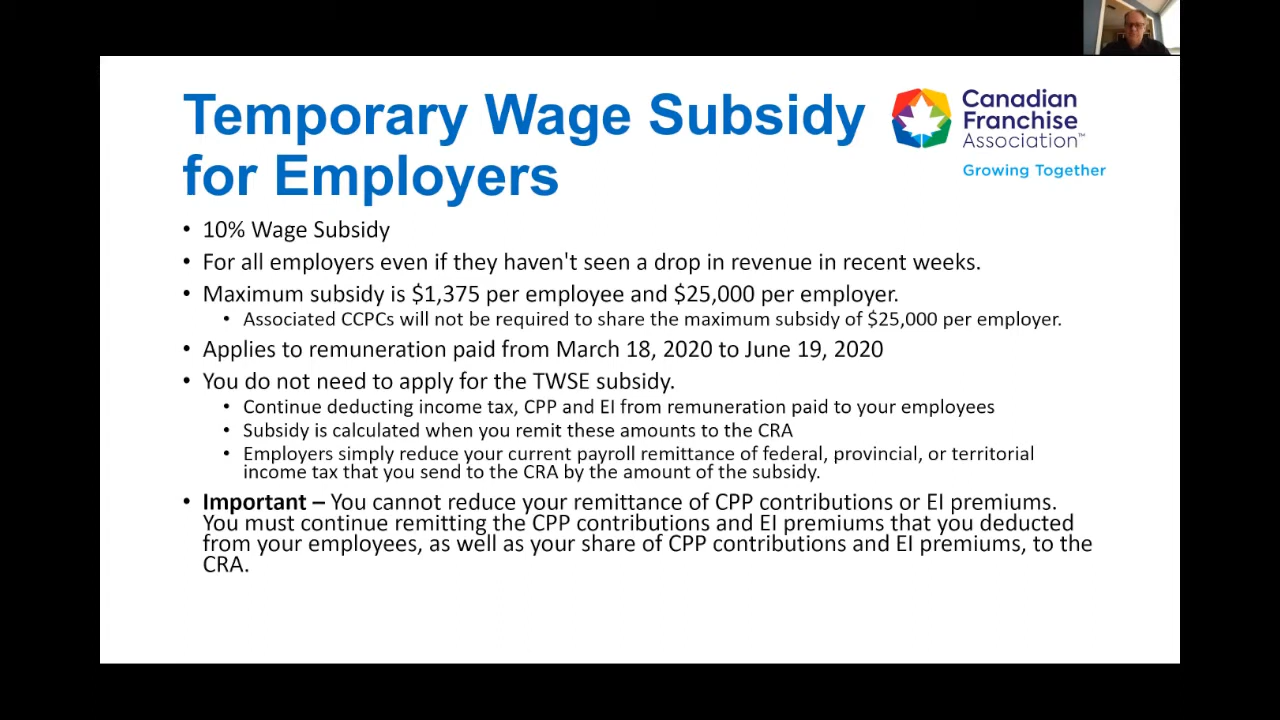 Temporary Wage Subsidy
for Employers
Canadian
Franchise
Association™
Growing Together
• 10% Wage Subsidy
• For all employers even if they haven't seen a drop in revenue in recent weeks.
• Maximum subsidy is $1,375 per employee and $25,000 per employer.
• Associated CCPCs will not be required to share the maximum subsidy of $25,000 per employer.
• Applies to remuneration paid from March 18, 2020 to June 19, 2020
• You do not need to apply for the TWSE subsidy.
• Continue deducting income tax, CPP and EI from remuneration paid to your employees
• Subsidy is calculated when you remit these amounts to the CRA
• Employers simply reduce your current payroll remittance of federal, provincial, or territorial
income tax that you send to the CRA by the amount of the subsidy.
• Important – You cannot reduce your remittance of CPP contributions or EI premiums.
You must continue remitting the CPP contributions and EI premiums that you deducted
from your employees, as well as your share of CPP contributions and EI premiums, to the
CRA.